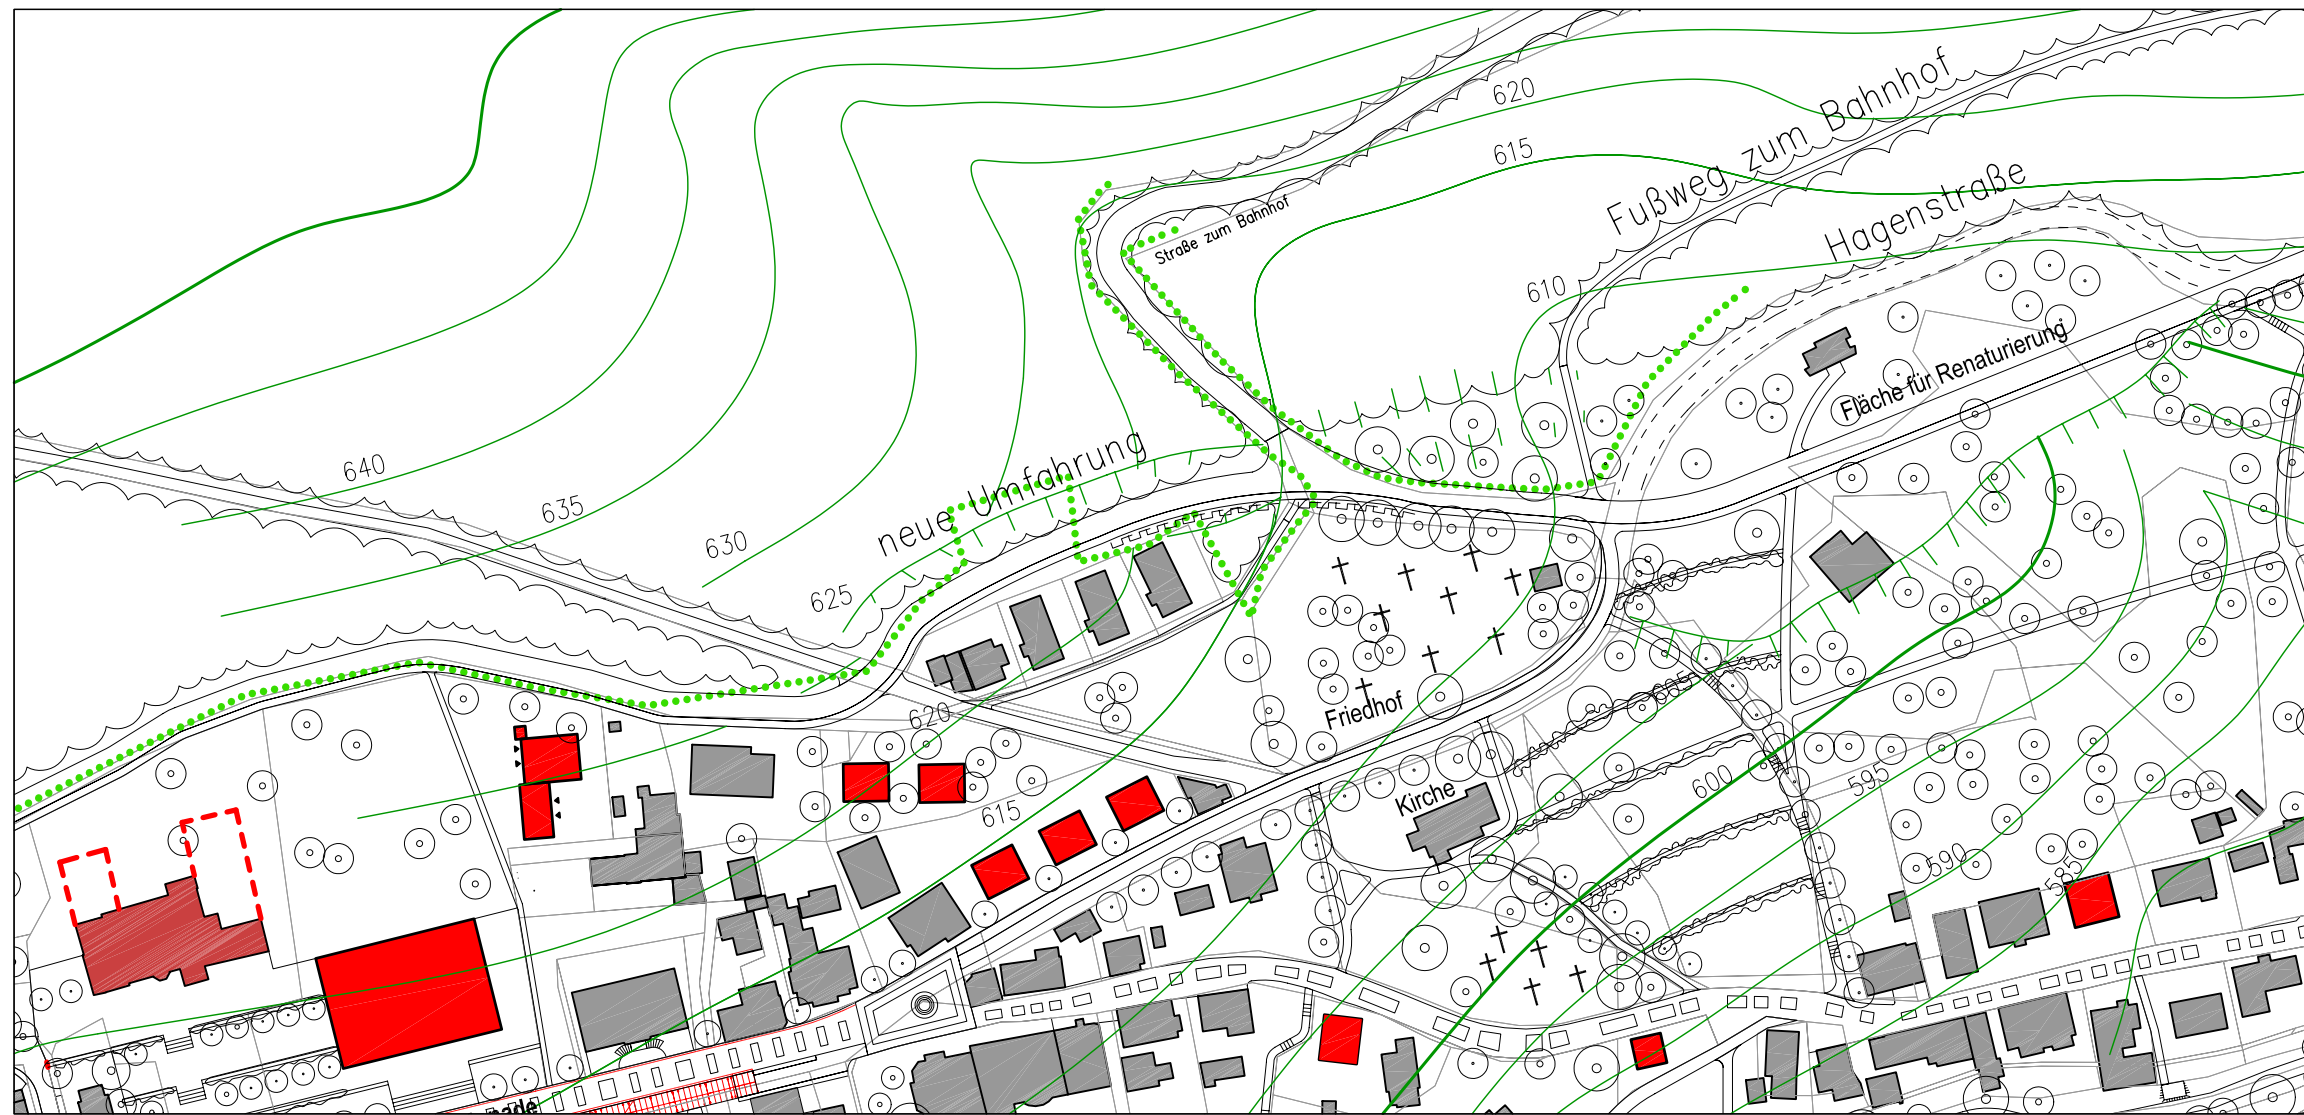 620
Fußweg zum Bahnhof
615
Hagenstraße
Straße zum Bahnhof
610
Fläche für Renaturierung
neue Umfahrung
640
635
630
625
620
Friedhof
605
600
595
Kirche
615
590
585